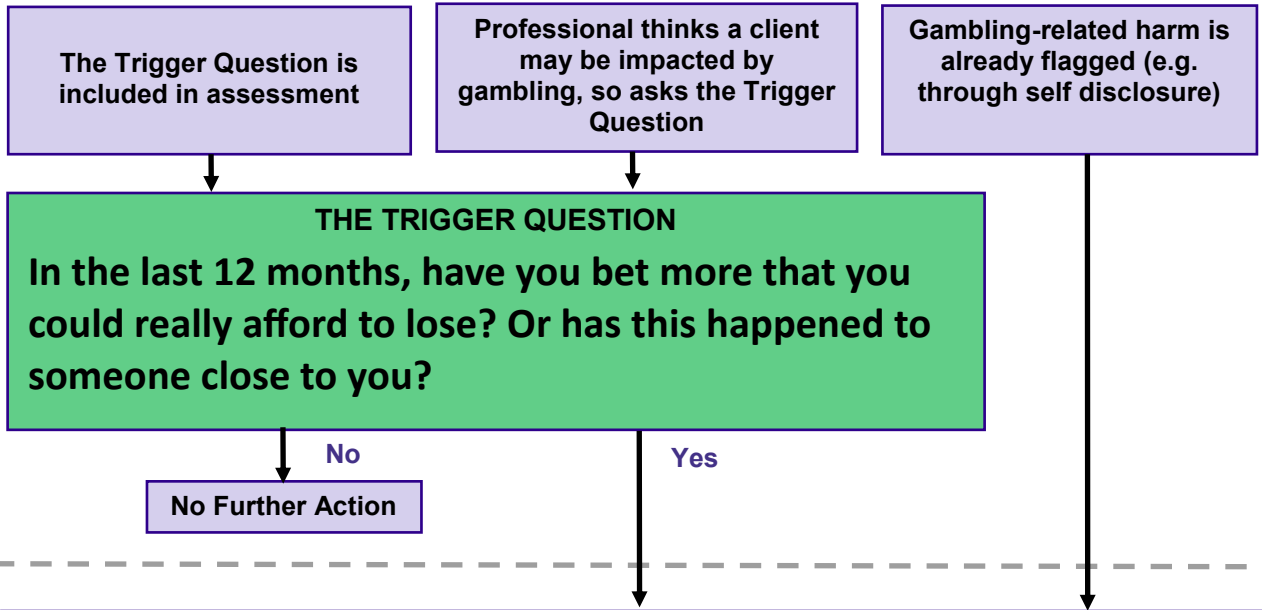 The Trigger Question is
included in assessment
Professional thinks a client
may be impacted by
gambling, so asks the Trigger
Question
Gambling-related harm is
already flagged (e.g.
through self disclosure)
THE TRIGGER QUESTION
In the last 12 months, have you bet more that you
could really afford to lose? Or has this happened to
someone close to you?
No
Yes
No Further Action